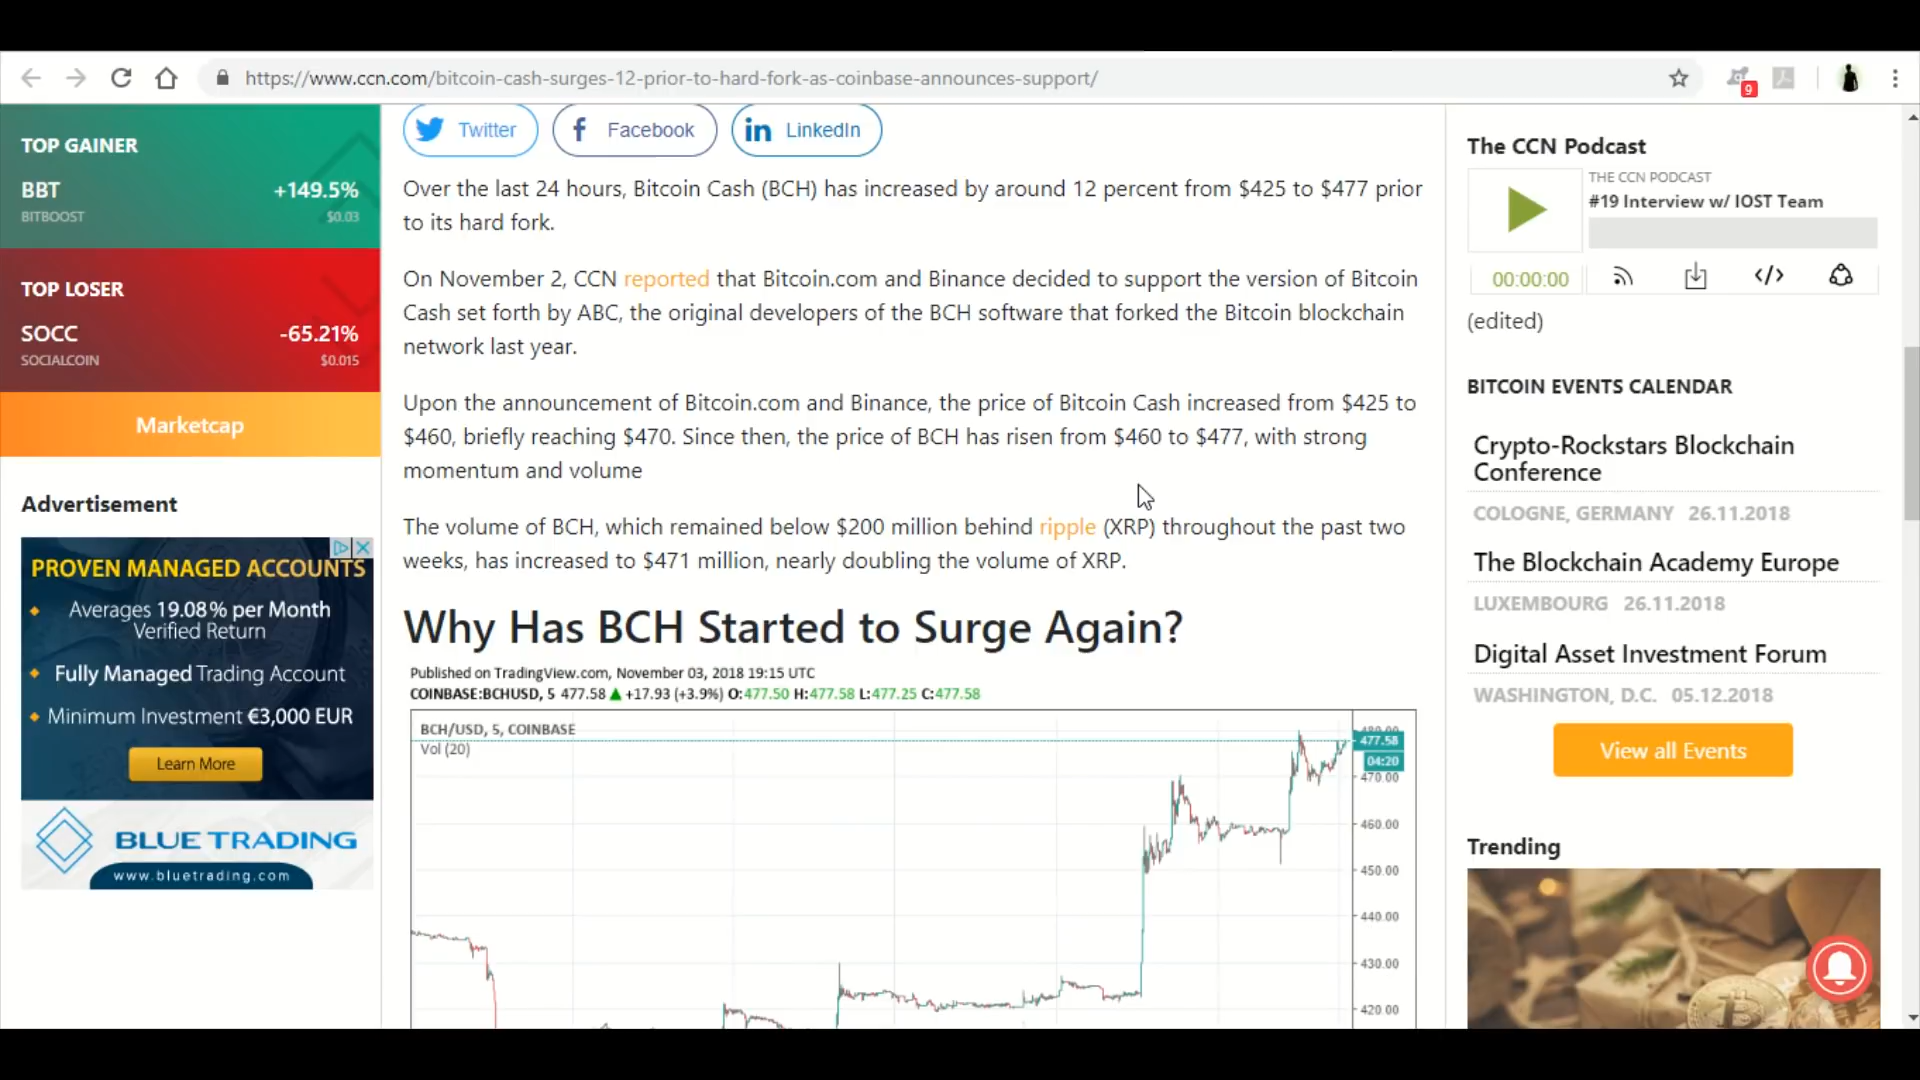 https://www.ccn.com/bitcoin-cash-surges-12-prior-to-hard-fork-as-coinbase-announces-support/
9
TOP GAINER
BBT +149.5%
BITBOOST $0.03
TOP LOSER
SOCC -65.21%
SOCIALCOIN $0.015
Marketcap
Advertisement
PROVEN MANAGED ACCOUNTS
Averages 19.08% per Month
Verified Return
Fully Managed Trading Account
Minimum Investment €3,000 EUR
Learn More
BLUE TRADING
www.bluetrading.com
Twitter
Facebook
LinkedIn
Over the last 24 hours, Bitcoin Cash (BCH) has increased by around 12 percent from $425 to $477 prior
to its hard fork.
On November 2, CCN reported that Bitcoin.com and Binance decided to support the version of Bitcoin
Cash set forth by ABC, the original developers of the BCH software that forked the Bitcoin blockchain
network last year.
Upon the announcement of Bitcoin.com and Binance, the price of Bitcoin Cash increased from $425 to
$460, briefly reaching $470. Since then, the price of BCH has risen from $460 to $477, with strong
momentum and volume
The volume of BCH, which remained below $200 million behind ripple (XRP) throughout the past two
weeks, has increased to $471 million, nearly doubling the volume of XRP.
Why Has BCH Started to Surge Again?
Published on TradingView.com, November 03, 2018 19:15 UTC
COINBASE:BCHUSD, 5 477.58 ▲ +17.93 (+3.9%) O:477.50 H:477.58 L:477.25 C:477.58
BCH/USD, 5, COINBASE
Vol (20)
480.00
477.58
04:20
470.00
460.00
450.00
440.00
430.00
420.00
The CCN Podcast
THE CCN PODCAST
#19 Interview w/ IOST Team
00:00:00
(edited)
BITCOIN EVENTS CALENDAR
Crypto-Rockstars Blockchain
Conference
COLOGNE, GERMANY 26.11.2018
The Blockchain Academy Europe
LUXEMBOURG 26.11.2018
Digital Asset Investment Forum
WASHINGTON, D.C. 05.12.2018
View all Events
Trending